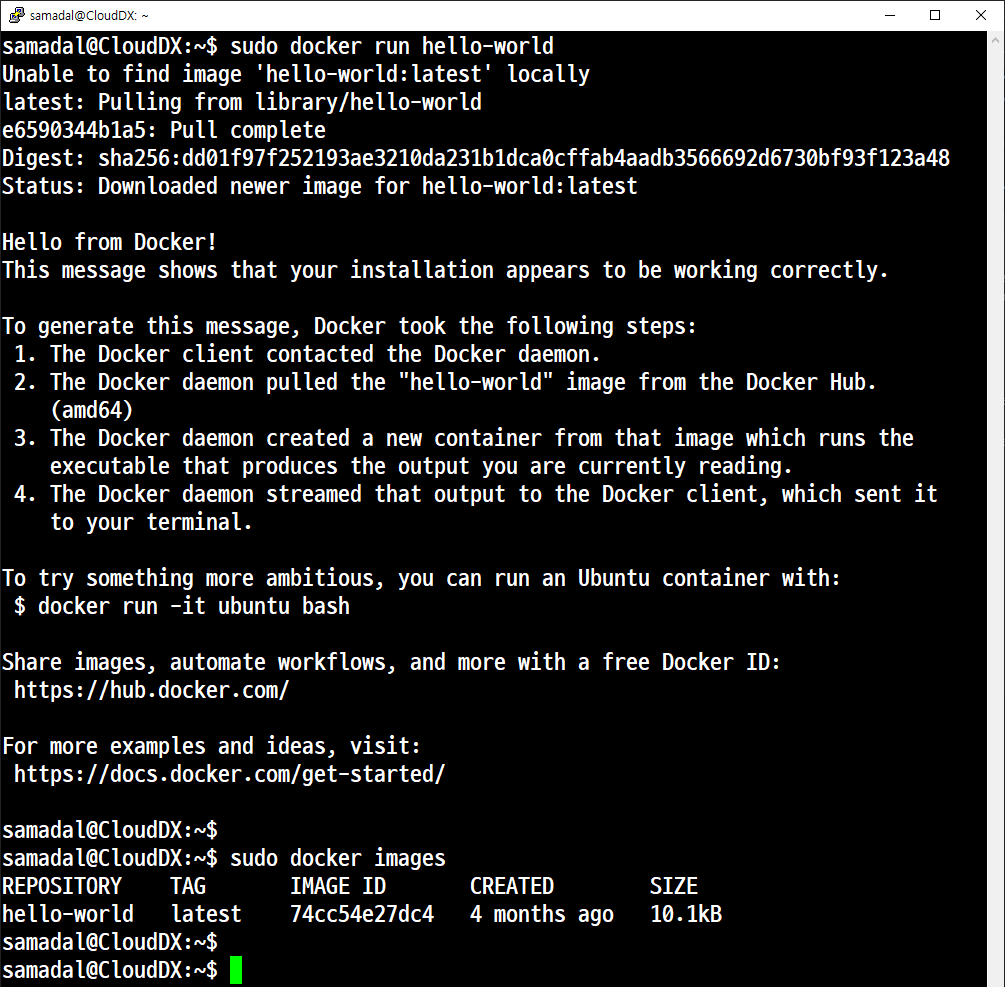 samadal@CloudDX: ~
samadal@CloudDX:~$ sudo docker run hello-world
Unable to find image 'hello-world:latest' locally
latest: Pulling from library/hello-world
e6590344b1a5: Pull complete
Digest: sha256:dd01f97f252193ae3210da231b1dca0cffab4aadb3566692d6730bf93f123a48
Status: Downloaded newer image for hello-world:latest

Hello from Docker!
This message shows that your installation appears to be working correctly.

To generate this message, Docker took the following steps:
 1. The Docker client contacted the Docker daemon.
 2. The Docker daemon pulled the "hello-world" image from the Docker Hub.
    (amd64)
 3. The Docker daemon created a new container from that image which runs the
    executable that produces the output you are currently reading.
 4. The Docker daemon streamed that output to the Docker client, which sent it
    to your terminal.

To try something more ambitious, you can run an Ubuntu container with:
 $ docker run -it ubuntu bash

Share images, automate workflows, and more with a free Docker ID:
 https://hub.docker.com/

For more examples and ideas, visit:
 https://docs.docker.com/get-started/

samadal@CloudDX:~$
samadal@CloudDX:~$ sudo docker images
REPOSITORY    TAG       IMAGE ID       CREATED        SIZE
hello-world   latest    74cc54e27dc4   4 months ago   10.1kB
samadal@CloudDX:~$
samadal@CloudDX:~$